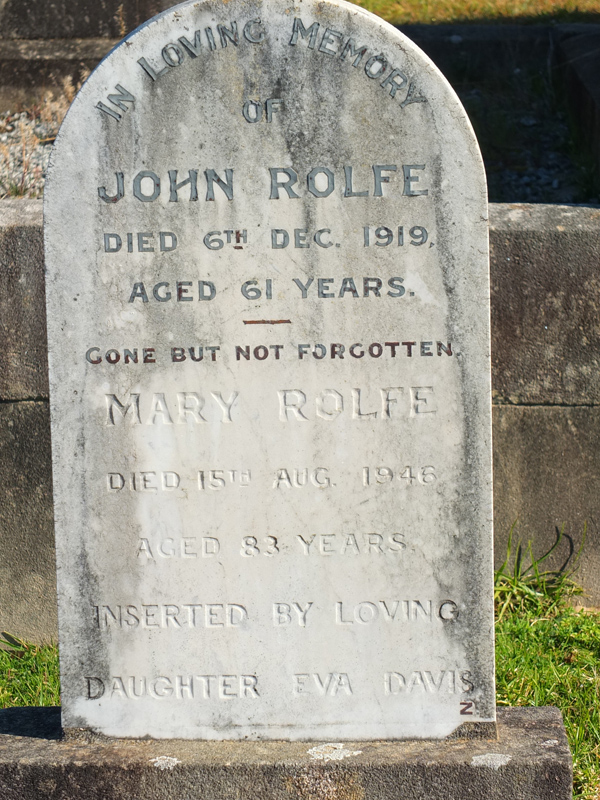 IN LOVING MEMORY
OF
JOHN ROLFE
DIED 6TH DEC. 1919,
AGED 61 YEARS.
GONE BUT NOT FORGOTTEN.
MARY ROLFE
DIED 15TH AUG. 1946
AGED 83 YEARS.
INSERTED BY LOVING
DAUGHTER EVA DAVIS
N